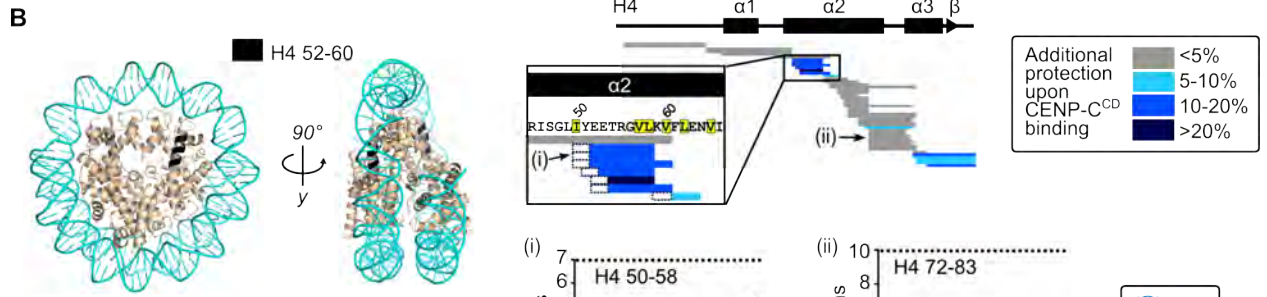 B
H4 52-60
90°
y
H4
α1
α2
α3
β
α2
50
60
RISGLIYEETRGVLKVFLENVI
(i)
(ii)
Additional
protection
upon
CENP-C^CD
binding
<5%
5-10%
10-20%
>20%
(i)
7
6
H4 50-58
(ii)
10
8
H4 72-83